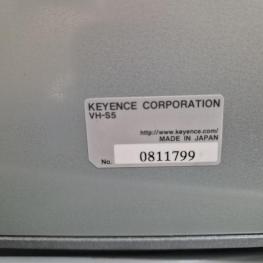 KEYENCE CORPORATION
VH-S5
http://www.keyence.com/
MADE IN JAPAN
No. 0811799